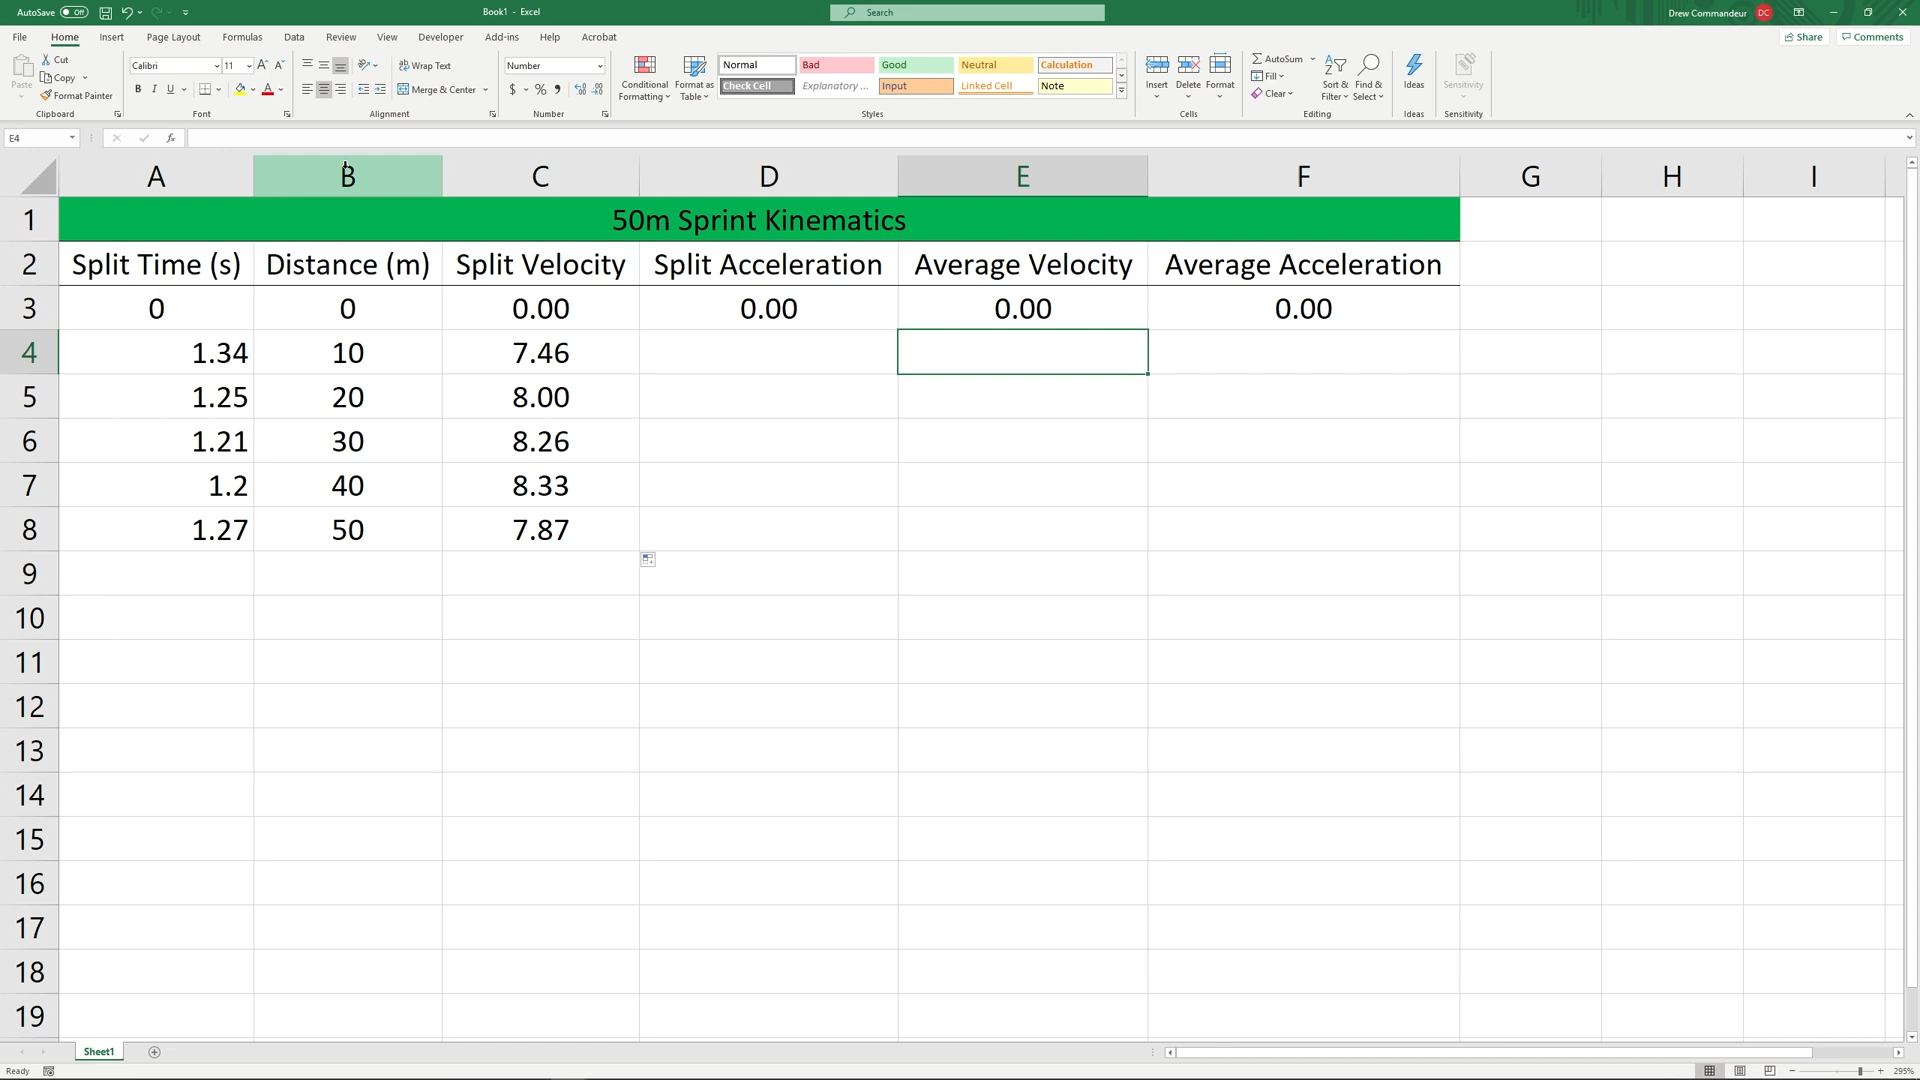 AutoSave Off Book1 - Excel Search Drew Commandeur DC
File Home Insert Page Layout Formulas Data Review View Developer Add-ins Help Acrobat Share Comments
Paste Cut Copy Format Painter Clipboard
Calibri 11 B I U A Font
Wrap Text Merge & Center Alignment
Number $ % Number
Conditional Formatting Format as Table
Normal Bad Good Neutral Calculation
Check Cell Explanatory ... Input Linked Cell Note
Styles
Insert Delete Format Cells
AutoSum Fill Clear Sort & Filter Find & Select Editing
Ideas Ideas
Sensitivity Sensitivity
E4 fx
A B C D E F G H I
1 50m Sprint Kinematics
2 Split Time (s) Distance (m) Split Velocity Split Acceleration Average Velocity Average Acceleration
3 0 0 0.00 0.00 0.00 0.00
4 1.34 10 7.46
5 1.25 20 8.00
6 1.21 30 8.26
7 1.2 40 8.33
8 1.27 50 7.87
9
10
11
12
13
14
15
16
17
18
19
Sheet1
Ready 295%